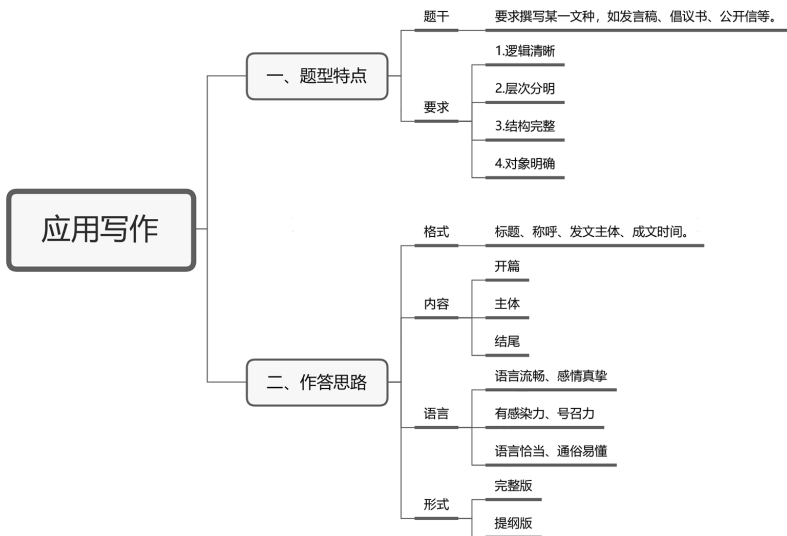 应用写作
一、题型特点
题干
要求撰写某一文种，如发言稿、倡议书、公开信等。
要求
1.逻辑清晰
2.层次分明
3.结构完整
4.对象明确
二、作答思路
格式
标题、称呼、发文主体、成文时间。
内容
开篇
主体
结尾
语言
语言流畅、感情真挚
有感染力、号召力
语言恰当、通俗易懂
形式
完整版
提纲版